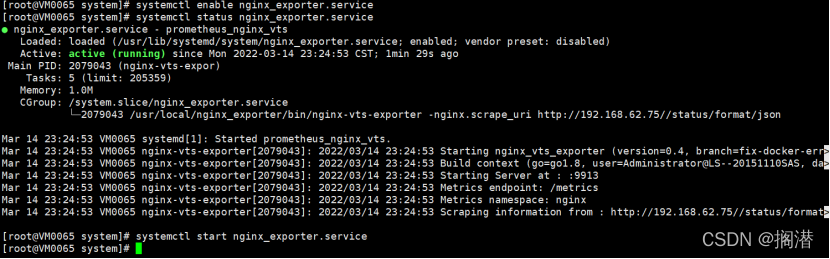 [root@VM0065 system]# systemctl enable nginx_exporter.service
[root@VM0065 system]# systemctl status nginx_exporter.service
● nginx_exporter.service - prometheus_nginx_vts
Loaded: loaded (/usr/lib/systemd/system/nginx_exporter.service; enabled; vendor preset: disabled)
Active: active (running) since Mon 2022-03-14 23:24:53 CST; 1min 29s ago
Main PID: 2079043 (nginx-vts-expor)
Tasks: 5 (limit: 205359)
Memory: 1.0M
CGroup: /system.slice/nginx_exporter.service
└─2079043 /usr/local/nginx_exporter/bin/nginx-vts-exporter -nginx.scrape_uri http://192.168.62.75//status/format/json
Mar 14 23:24:53 VM0065 systemd[1]: Started prometheus_nginx_vts.
Mar 14 23:24:53 VM0065 nginx-vts-exporter[2079043]: 2022/03/14 23:24:53 Starting nginx_vts_exporter (version=0.4, branch=fix-docker-err>
Mar 14 23:24:53 VM0065 nginx-vts-exporter[2079043]: 2022/03/14 23:24:53 Build context (go=go1.8, user=Administrator@LS--20151110SAS, da>
Mar 14 23:24:53 VM0065 nginx-vts-exporter[2079043]: 2022/03/14 23:24:53 Starting Server at : :9913
Mar 14 23:24:53 VM0065 nginx-vts-exporter[2079043]: 2022/03/14 23:24:53 Metrics endpoint: /metrics
Mar 14 23:24:53 VM0065 nginx-vts-exporter[2079043]: 2022/03/14 23:24:53 Metrics namespace: nginx
Mar 14 23:24:53 VM0065 nginx-vts-exporter[2079043]: 2022/03/14 23:24:53 Scraping information from : http://192.168.62.75//status/format>
[root@VM0065 system]# systemctl start nginx_exporter.service
[root@VM0065 system]#
CSDN @搁潜